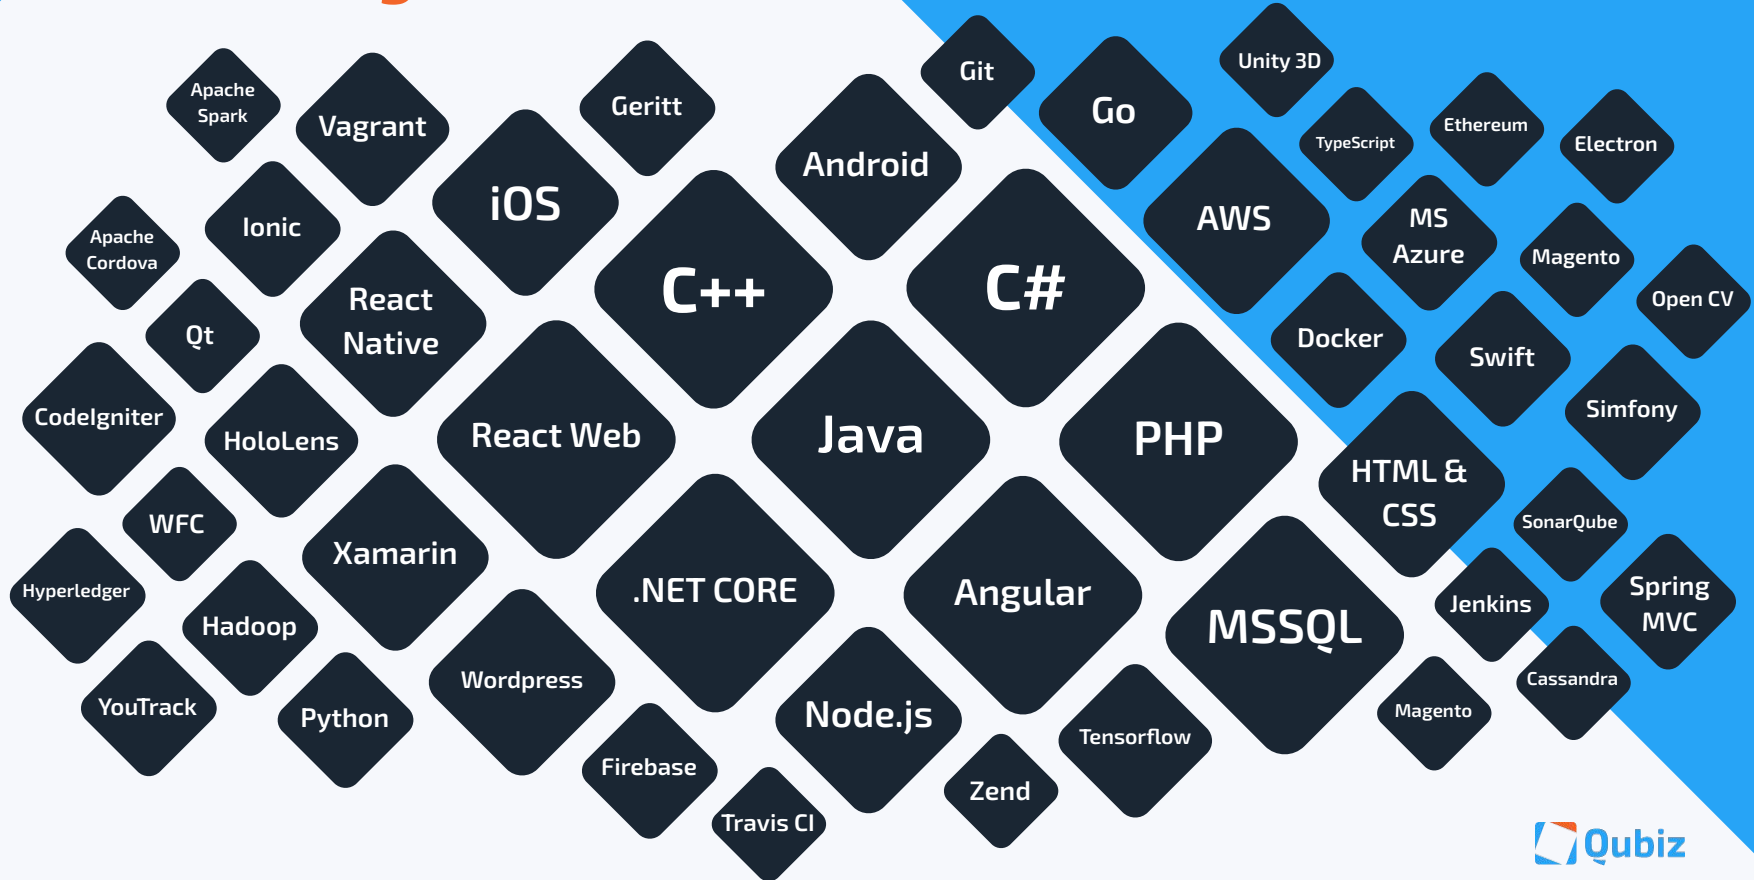 Git
Unity 3D
Apache
Spark
Vagrant
Geritt
Go
TypeScript
Ethereum
Electron
Android
iOS
Ionic
AWS
MS
Azure
Magento
Apache
Cordova
C++
C#
Open CV
React
Native
Qt
Docker
Swift
CodeIgniter
HoloLens
React Web
Java
PHP
Simfony
HTML &
CSS
WFC
SonarQube
Xamarin
Hyperledger
Hadoop
.NET CORE
Angular
MSSQL
Jenkins
Spring
MVC
YouTrack
Python
Wordpress
Node.js
Tensorflow
Magento
Cassandra
Firebase
Travis CI
Zend
Qubiz